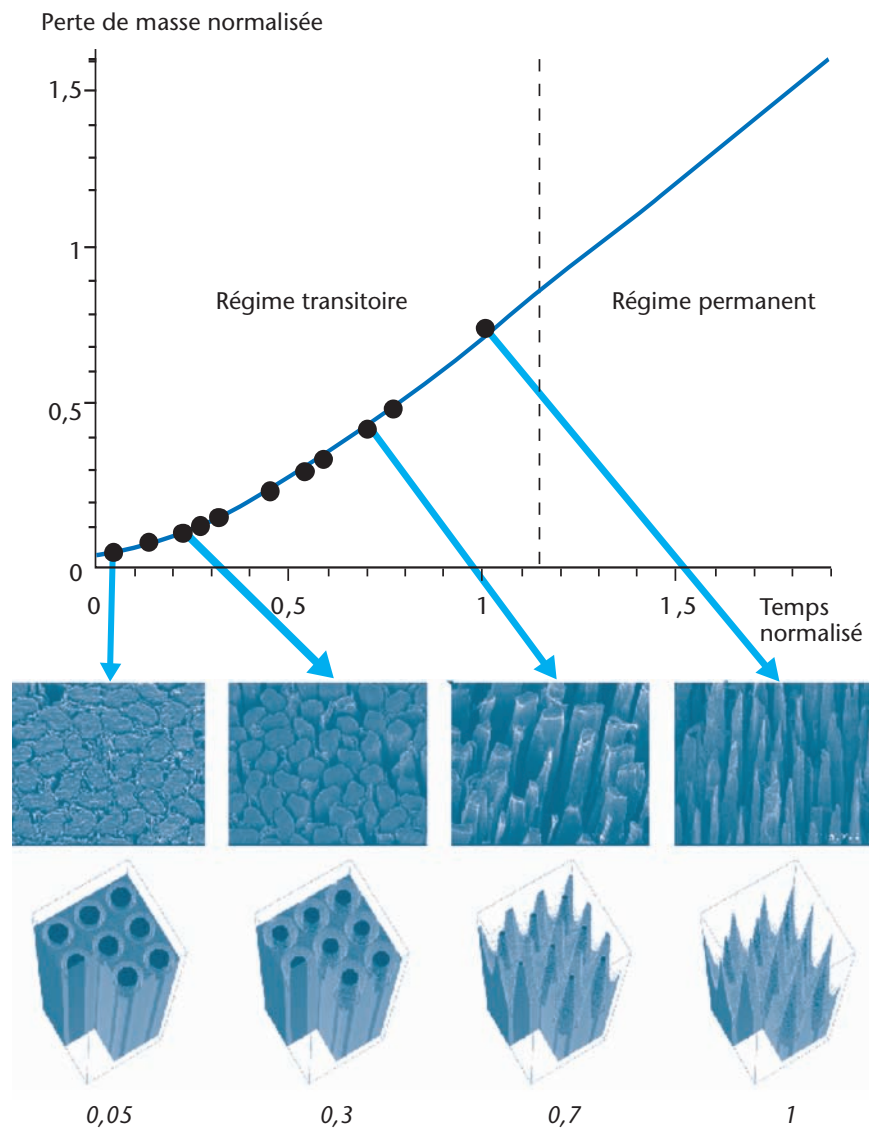 Perte de masse normalisée
1,5
1
Régime transitoire
Régime permanent
0,5
0
0
0,5
1
1,5
Temps
normalisé
0,05
0,3
0,7
1